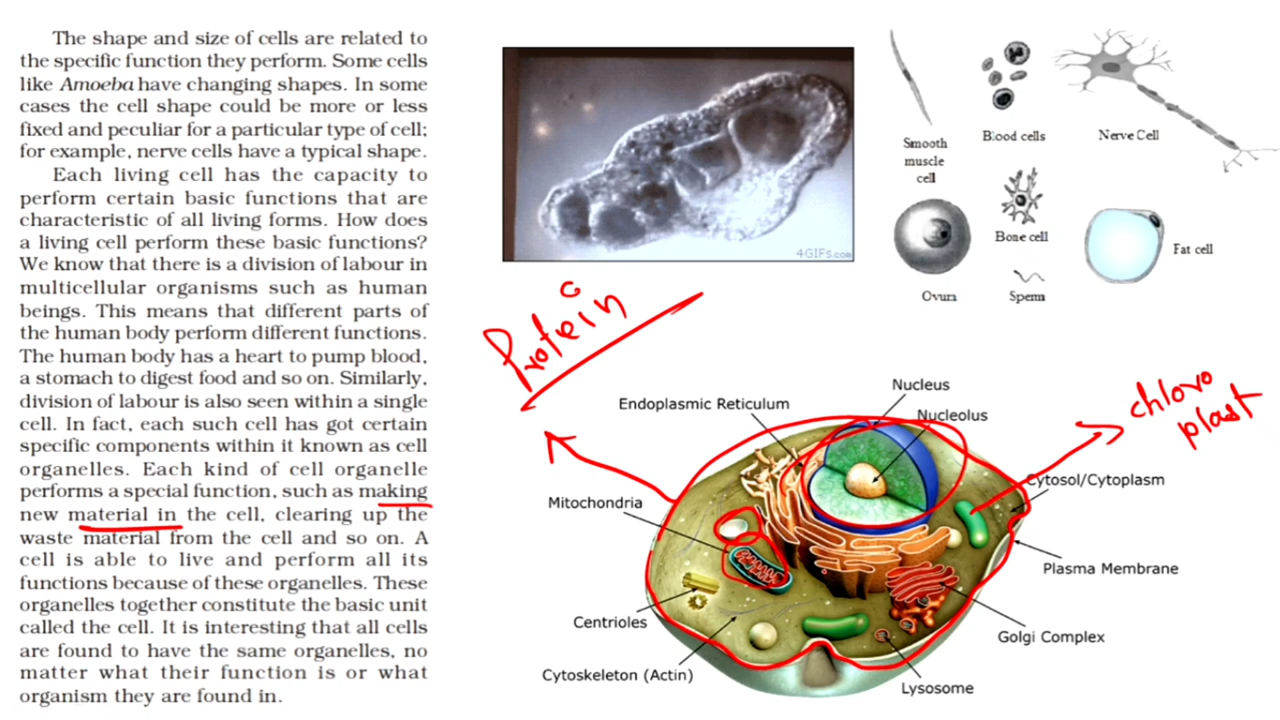 The shape and size of cells are related to
the specific function they perform. Some cells
like Amoeba have changing shapes. In some
cases the cell shape could be more or less
fixed and peculiar for a particular type of cell;
for example, nerve cells have a typical shape.
Each living cell has the capacity to
perform certain basic functions that are
characteristic of all living forms. How does
a living cell perform these basic functions?
We know that there is a division of labour in
multicellular organisms such as human
beings. This means that different parts of
the human body perform different functions.
The human body has a heart to pump blood,
a stomach to digest food and so on. Similarly,
division of labour is also seen within a single
cell. In fact, each such cell has got certain
specific components within it known as cell
organelles. Each kind of cell organelle
performs a special function, such as making
new material in the cell, clearing up the
waste material from the cell and so on. A
cell is able to live and perform all its
functions because of these organelles. These
organelles together constitute the basic unit
called the cell. It is interesting that all cells
are found to have the same organelles, no
matter what their function is or what
organism they are found in.
4GIFs.com
Smooth
muscle
cell
Blood cells
Nerve Cell
Bone cell
Fat cell
Ovum
Sperm
Protein
Nucleus
Endoplasmic Reticulum
Nucleolus
chloro
plast
Cytosol/Cytoplasm
Mitochondria
Plasma Membrane
Centrioles
Golgi Complex
Cytoskeleton (Actin)
Lysosome